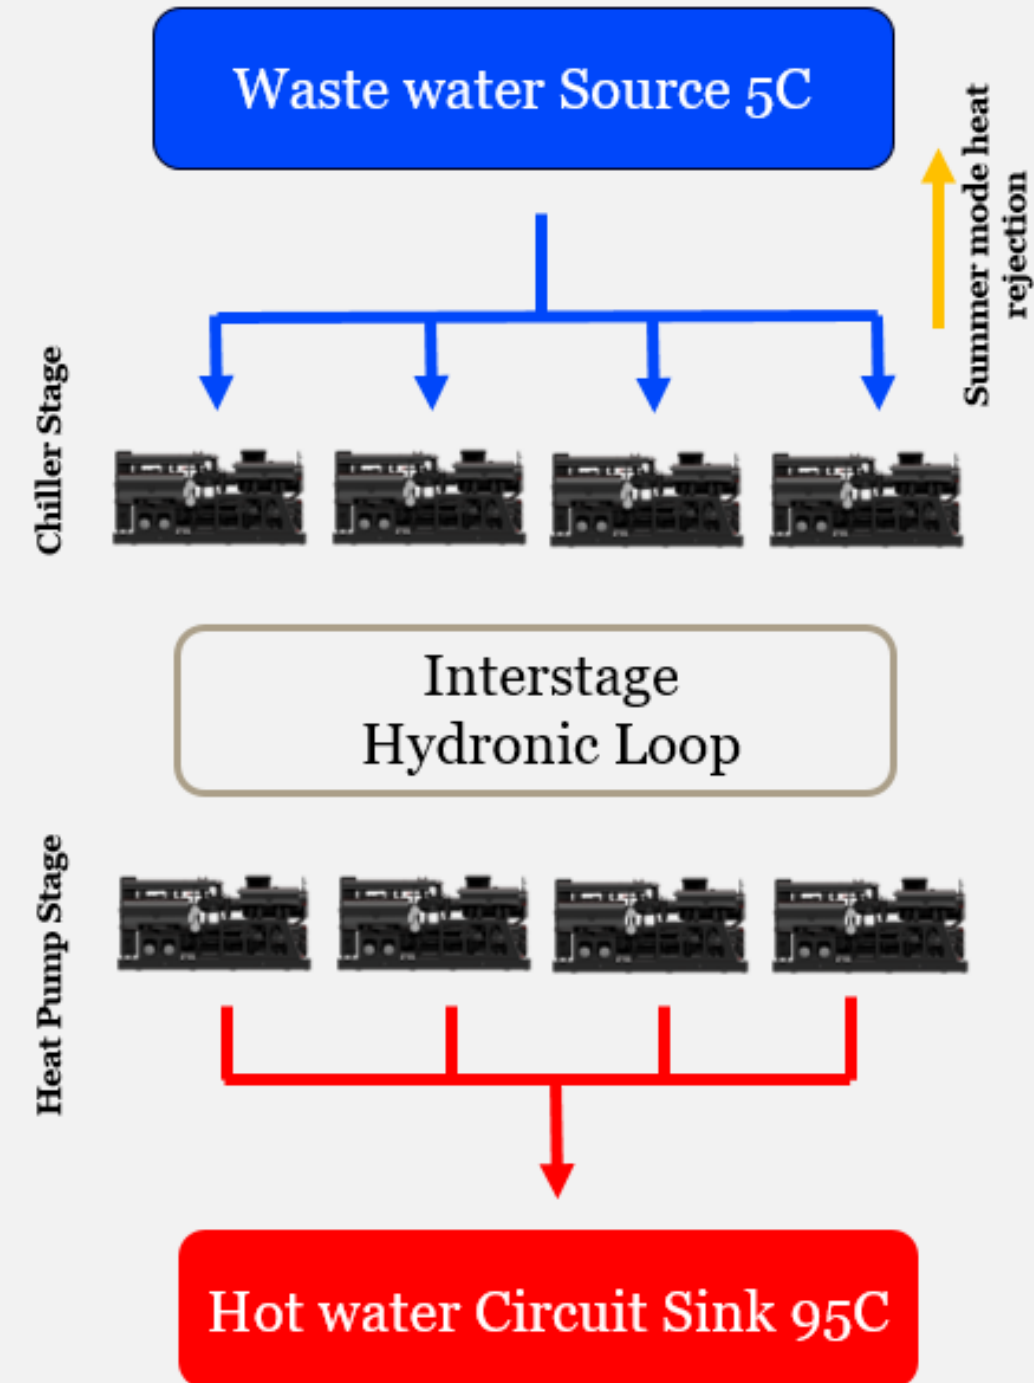 Waste water Source 5C
Summer mode heat
rejection
Chiller Stage
Interstage
Hydronic Loop
Heat Pump Stage
Hot water Circuit Sink 95C